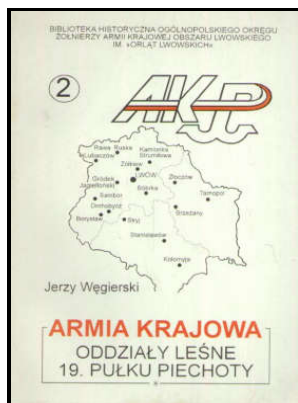 BIBLIOTEKA HISTORYCZNA OGÓLNOPOLSKIEGO OKRĘGU
ŻOŁNIERZY ARMII KRAJOWEJ OBSZARU LWOWSKIEGO
IM. »ORLĄT LWOWSKICH«
2
Rawa Ruska
Kamionka
Strumiłowa
Lubaczów
Żółkiew
Gródek
Jagielloński
LWÓW
Złoczów
Tarnopol
Sambor
Bóbrka
Drohobycz
Brzeżany
Borysław
Stryj
Stanisławów
Kołomyja
Jerzy Węgierski
ARMIA KRAJOWA
ODDZIAŁY LEŚNE
19. PUŁKU PIECHOTY